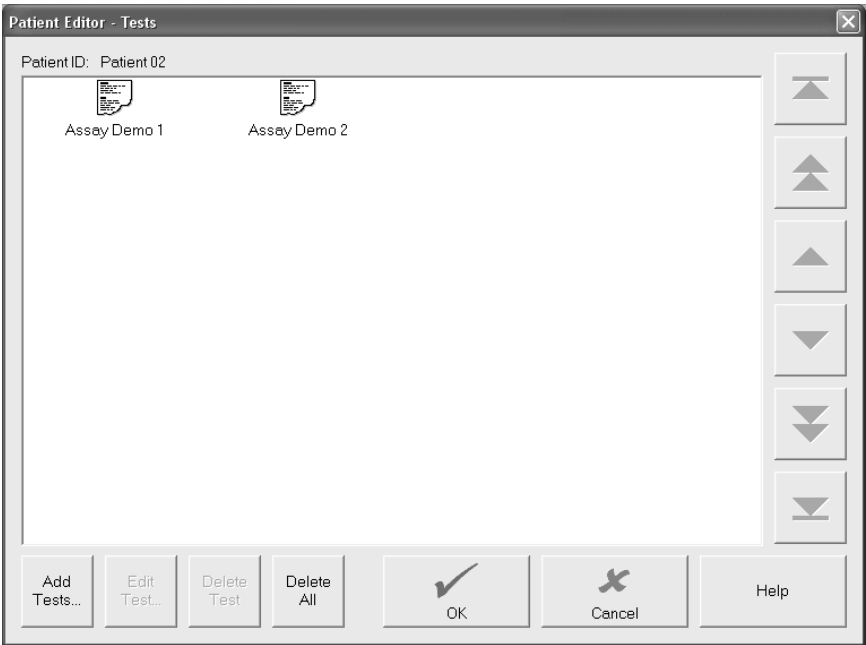 Patient Editor - Tests
Patient ID: Patient 02
Assay Demo 1
Assay Demo 2
Add
Tests...
Edit
Test...
Delete
Test
Delete
All
OK
Cancel
Help